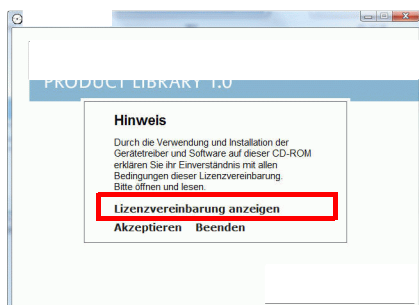 PRODUCT LIBRARY 1.0
Hinweis
Durch die Verwendung und Installation der
Gerätetreiber und Software auf dieser CD-ROM
erklären Sie ihr Einverständnis mit allen
Bedingungen dieser Lizenzvereinbarung.
Bitte öffnen und lesen.
Lizenzvereinbarung anzeigen
Akzeptieren Beenden